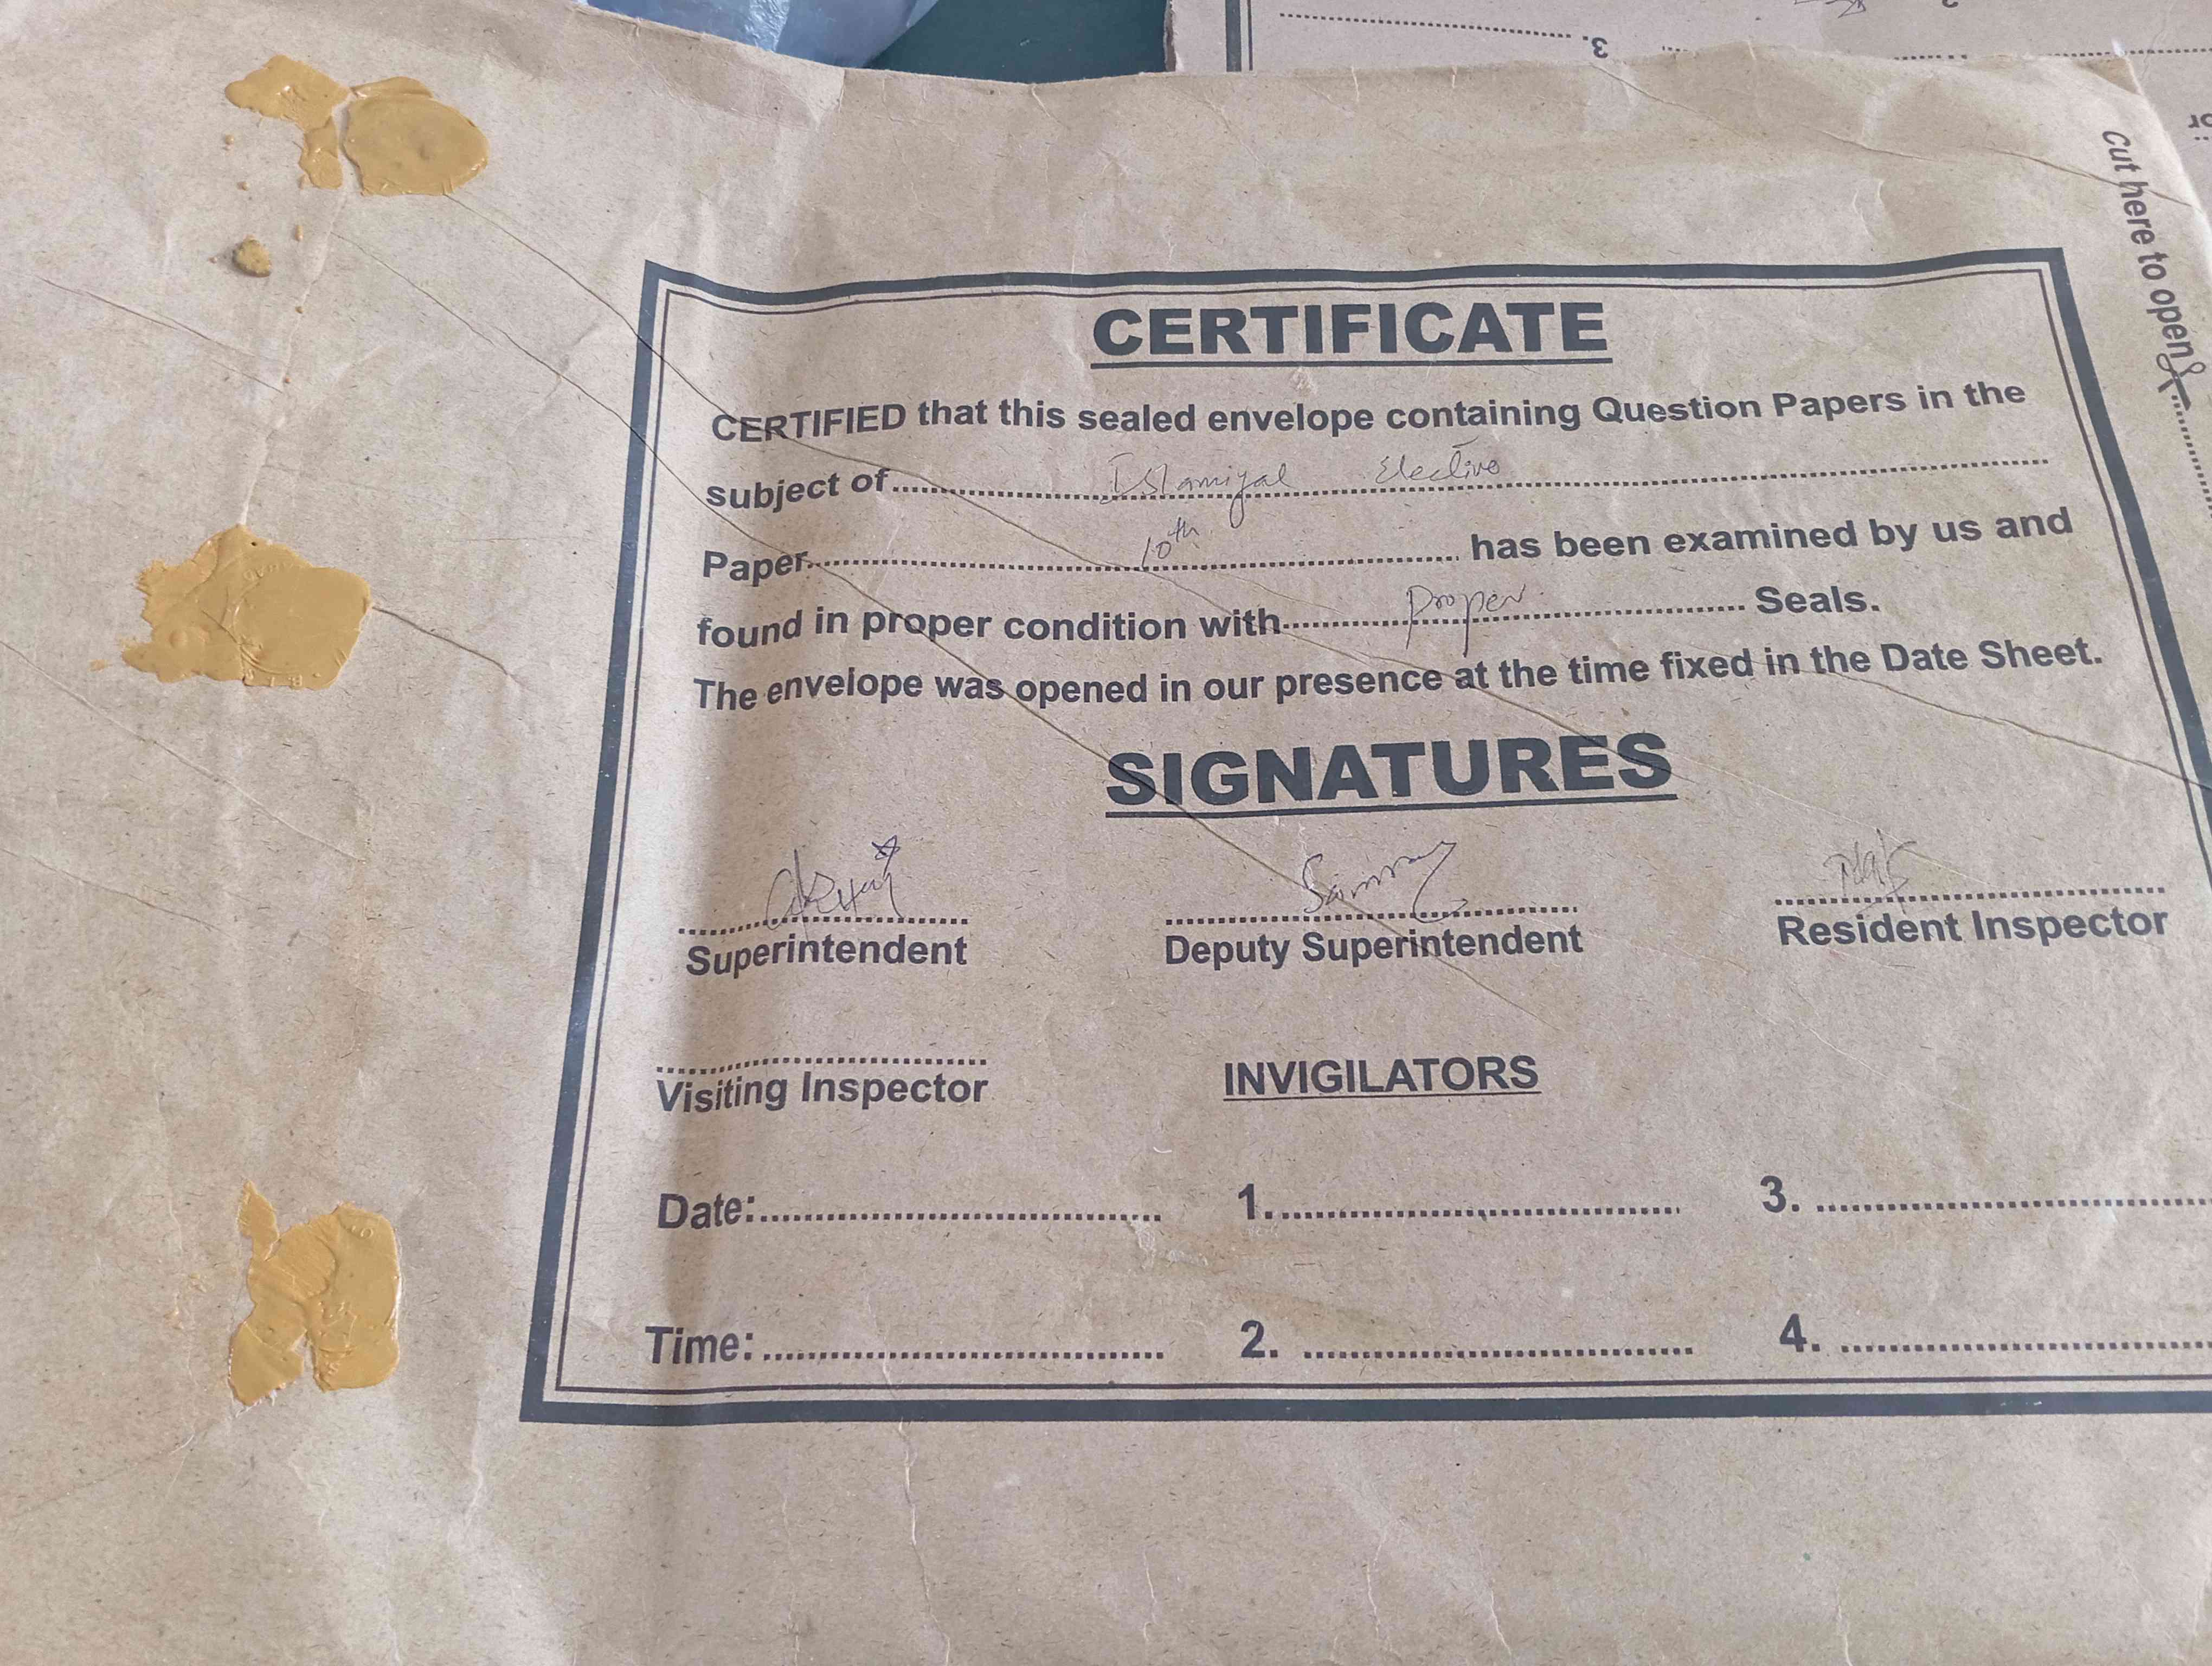 3.
Cut here to open
CERTIFICATE
CERTIFIED that this sealed envelope containing Question Papers in the
subject of.......... Islamiyal Elective ..........
Paper.......... 10th .......... has been examined by us and
found in proper condition with.......... Proper .......... Seals.
The envelope was opened in our presence at the time fixed in the Date Sheet.
SIGNATURES
Superintendent Deputy Superintendent Resident Inspector
Visiting Inspector INVIGILATORS
Date:.......... 1........... 3. ..........
Time:.......... 2. .......... 4. ..........